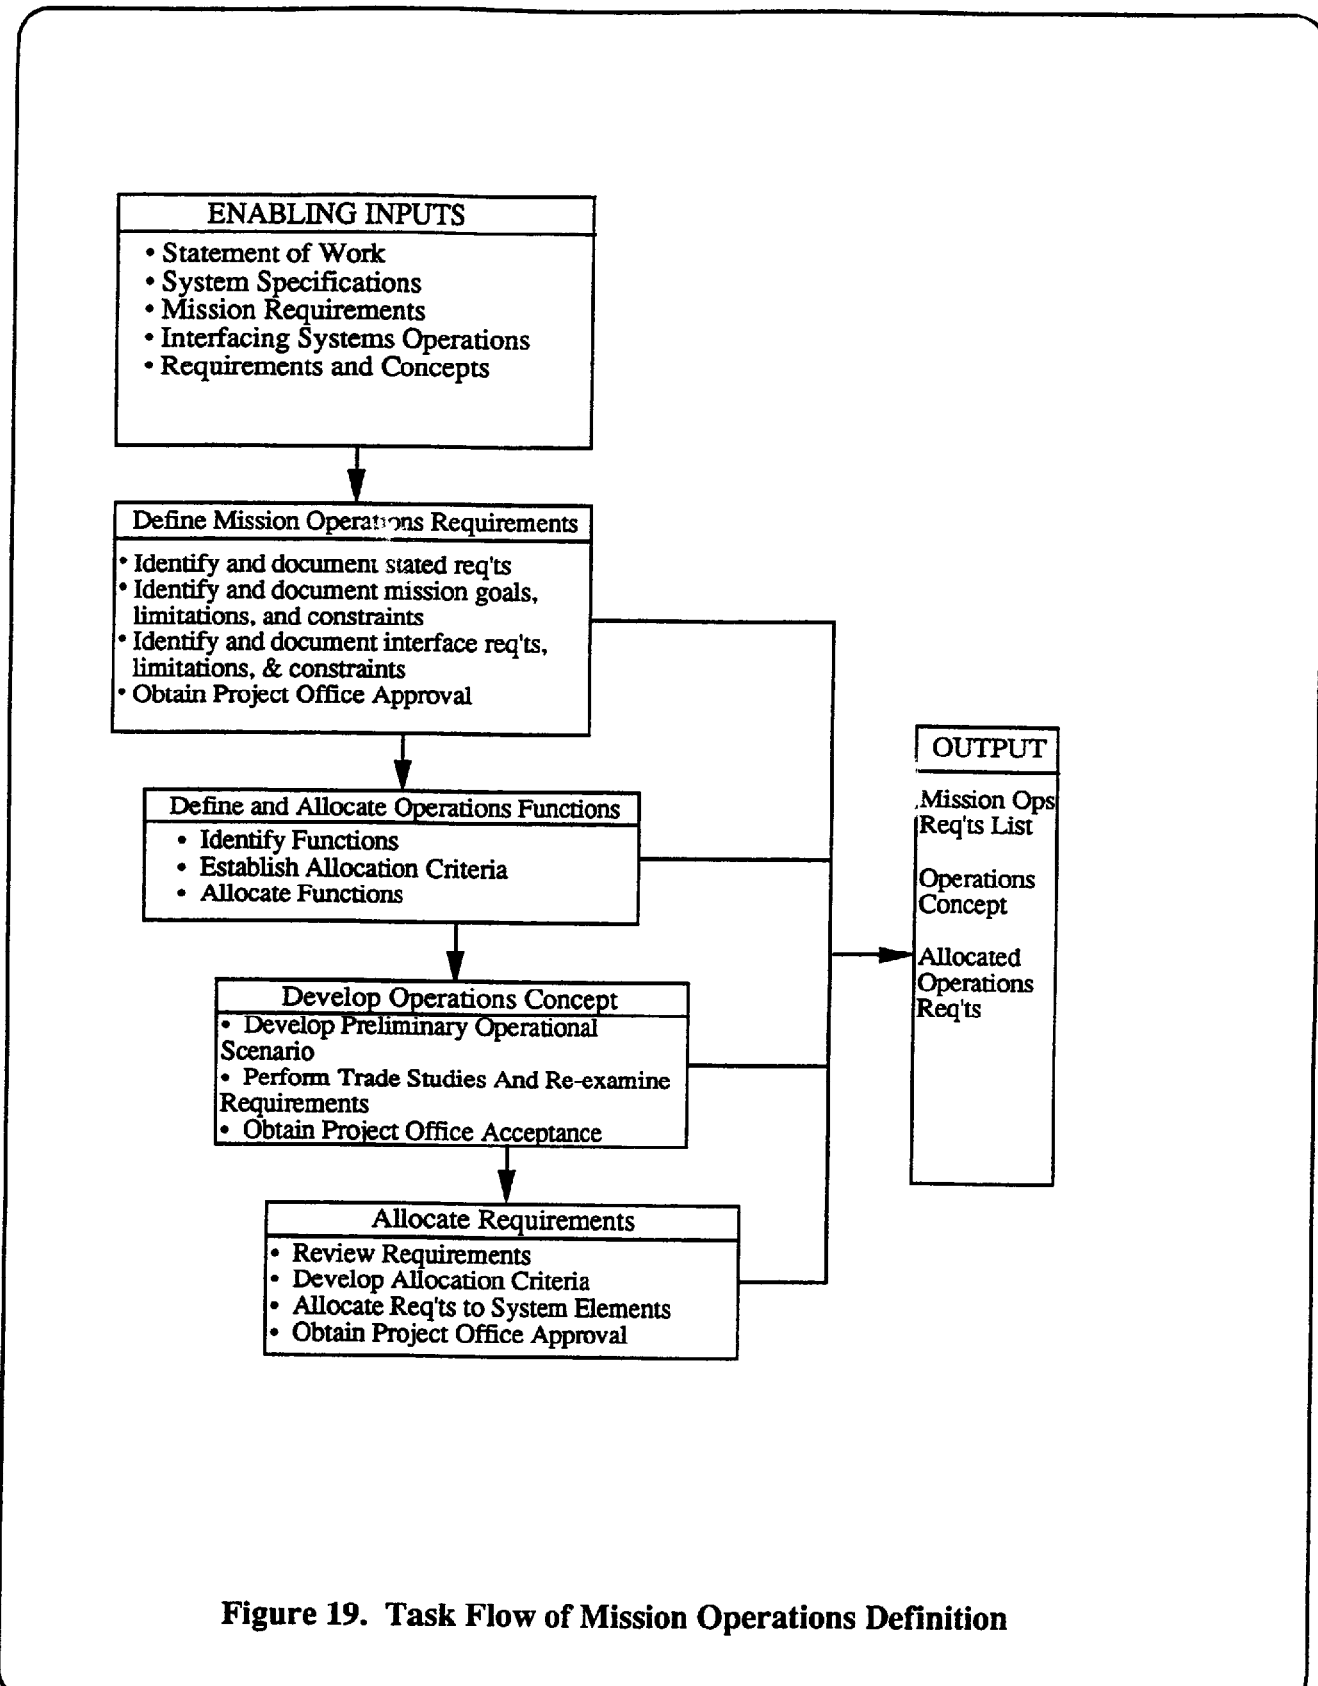 ENABLING INPUTS
• Statement of Work
• System Specifications
• Mission Requirements
• Interfacing Systems Operations
• Requirements and Concepts
Define Mission Operations Requirements
• Identify and document stated req'ts
• Identify and document mission goals,
limitations, and constraints
• Identify and document interface req'ts,
limitations, & constraints
• Obtain Project Office Approval
Define and Allocate Operations Functions
• Identify Functions
• Establish Allocation Criteria
• Allocate Functions
Develop Operations Concept
• Develop Preliminary Operational
Scenario
• Perform Trade Studies And Re-examine
Requirements
• Obtain Project Office Acceptance
Allocate Requirements
• Review Requirements
• Develop Allocation Criteria
• Allocate Req'ts to System Elements
• Obtain Project Office Approval
OUTPUT
Mission Ops
Req'ts List
Operations
Concept
Allocated
Operations
Req'ts
Figure 19. Task Flow of Mission Operations Definition